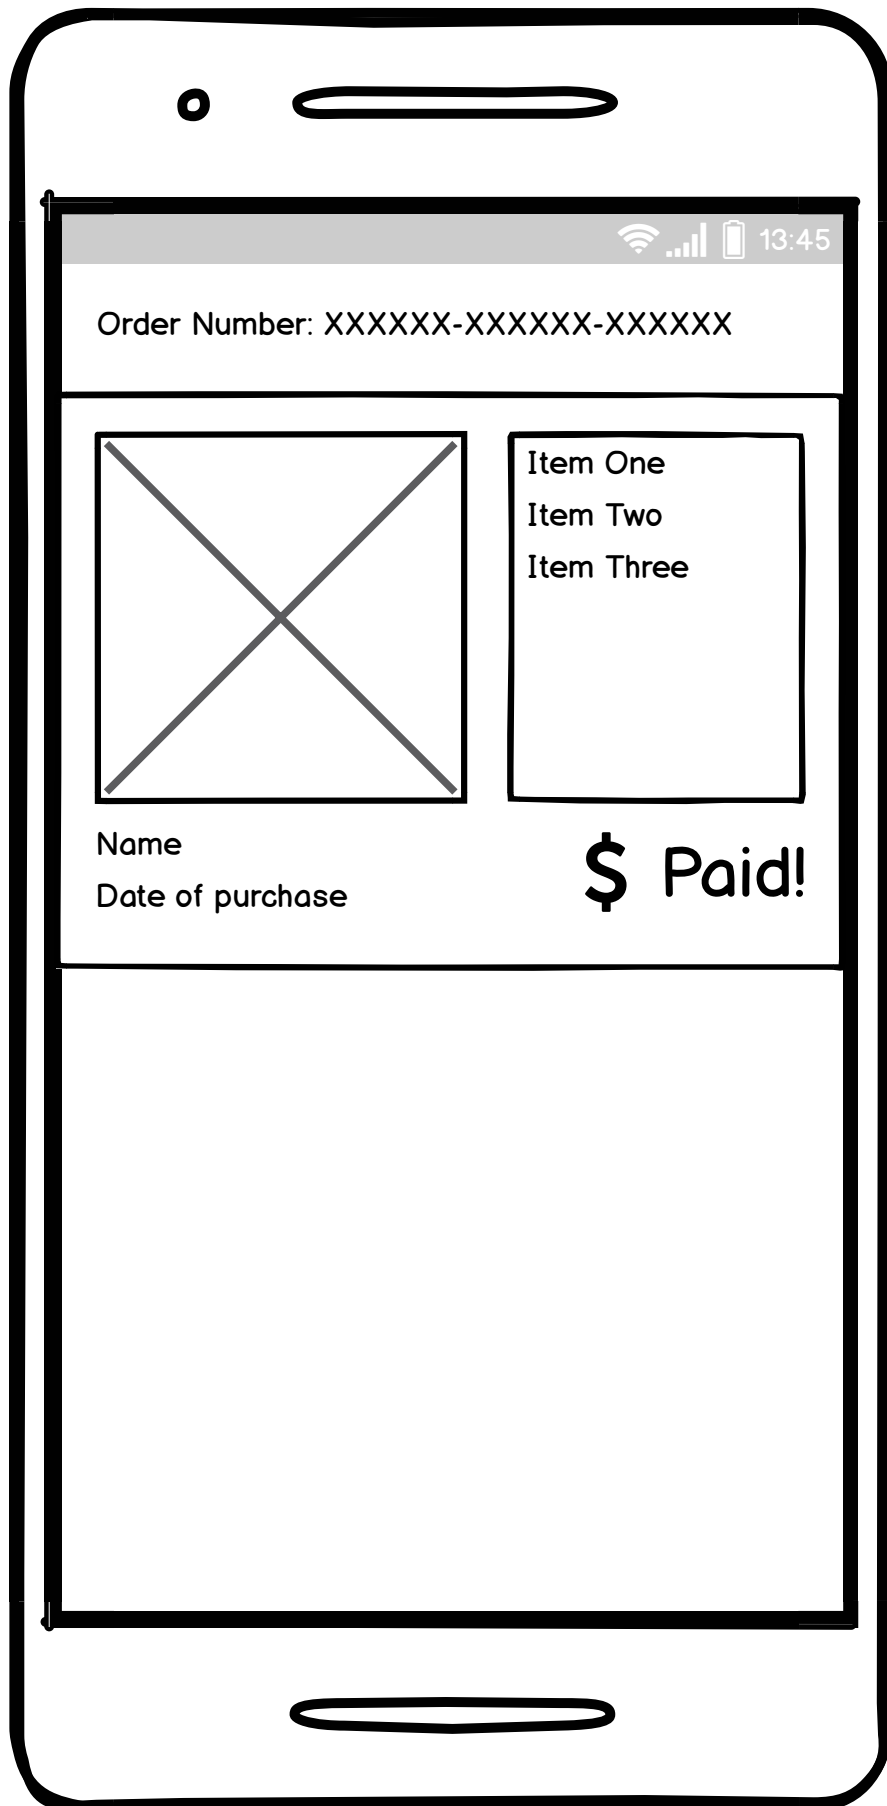 13:45
Order Number: XXXXXX-XXXXXX-XXXXXX
Item One
Item Two
Item Three
Name
Date of purchase
$ Paid!